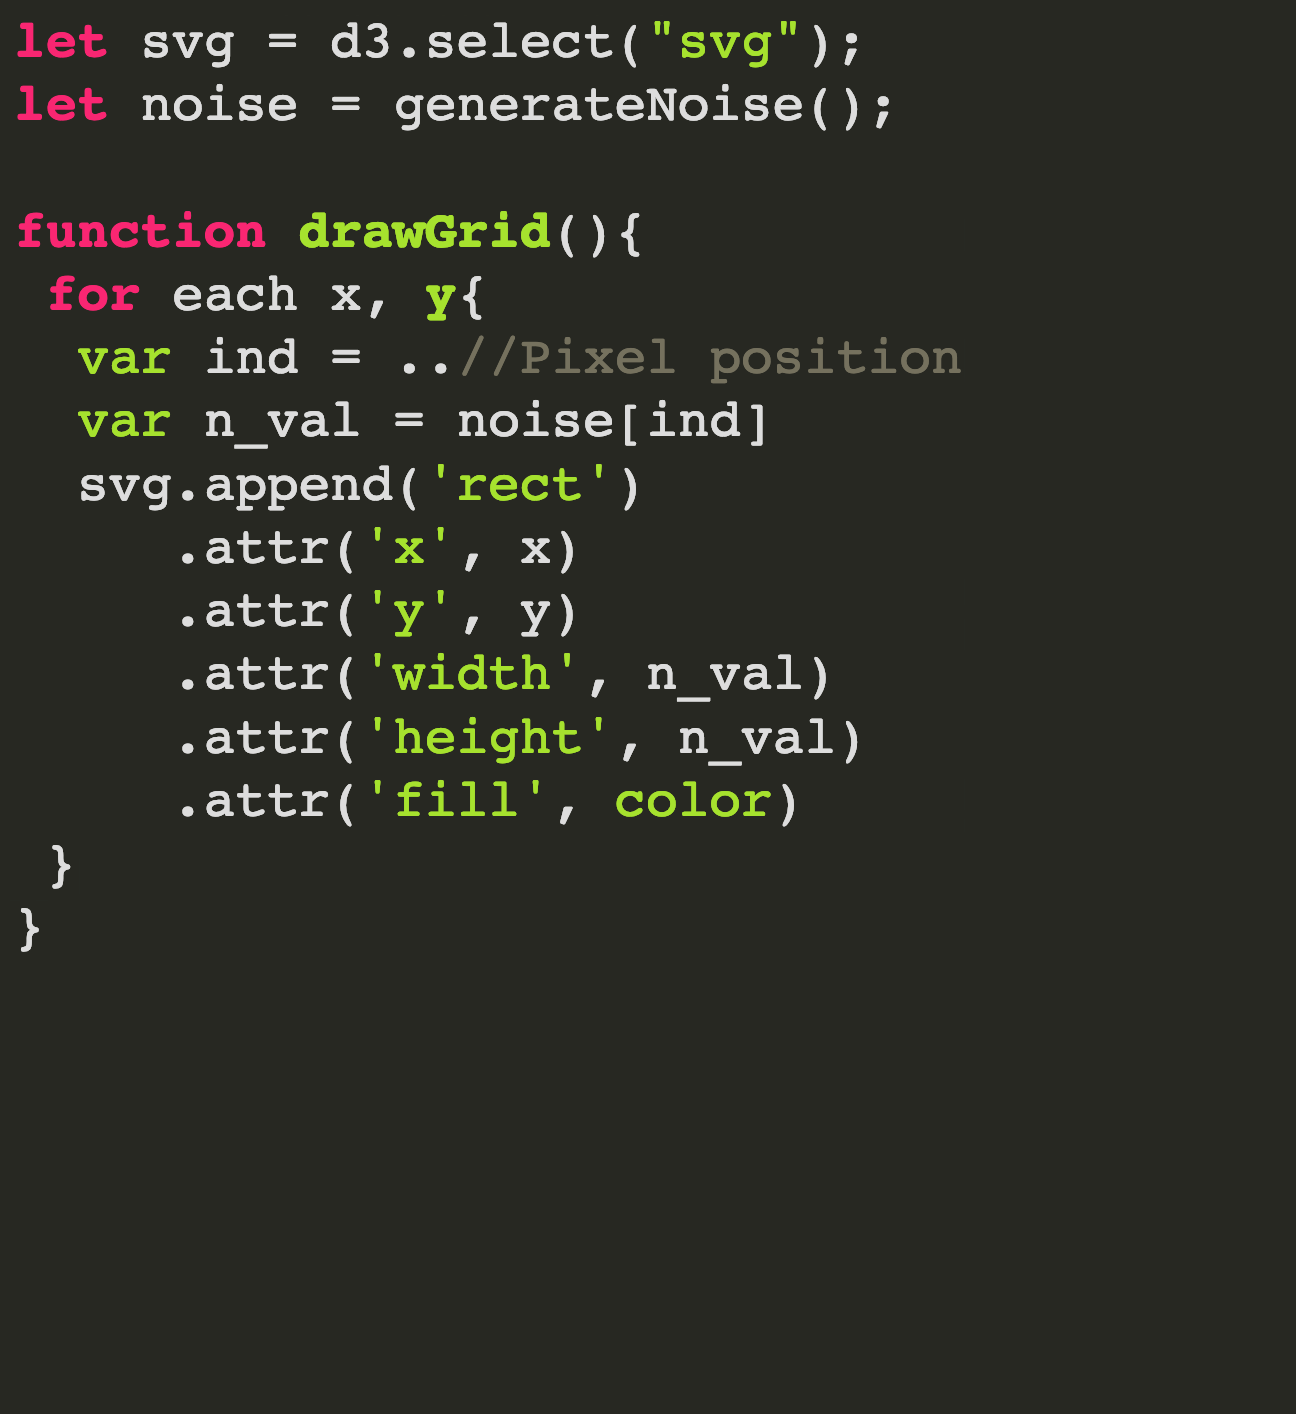 let svg = d3.select("svg");
let noise = generateNoise();
function drawGrid(){
for each x, y{
var ind = ..//Pixel position
var n_val = noise[ind]
svg.append('rect')
.attr('x', x)
.attr('y', y)
.attr('width', n_val)
.attr('height', n_val)
.attr('fill', color)
}
}